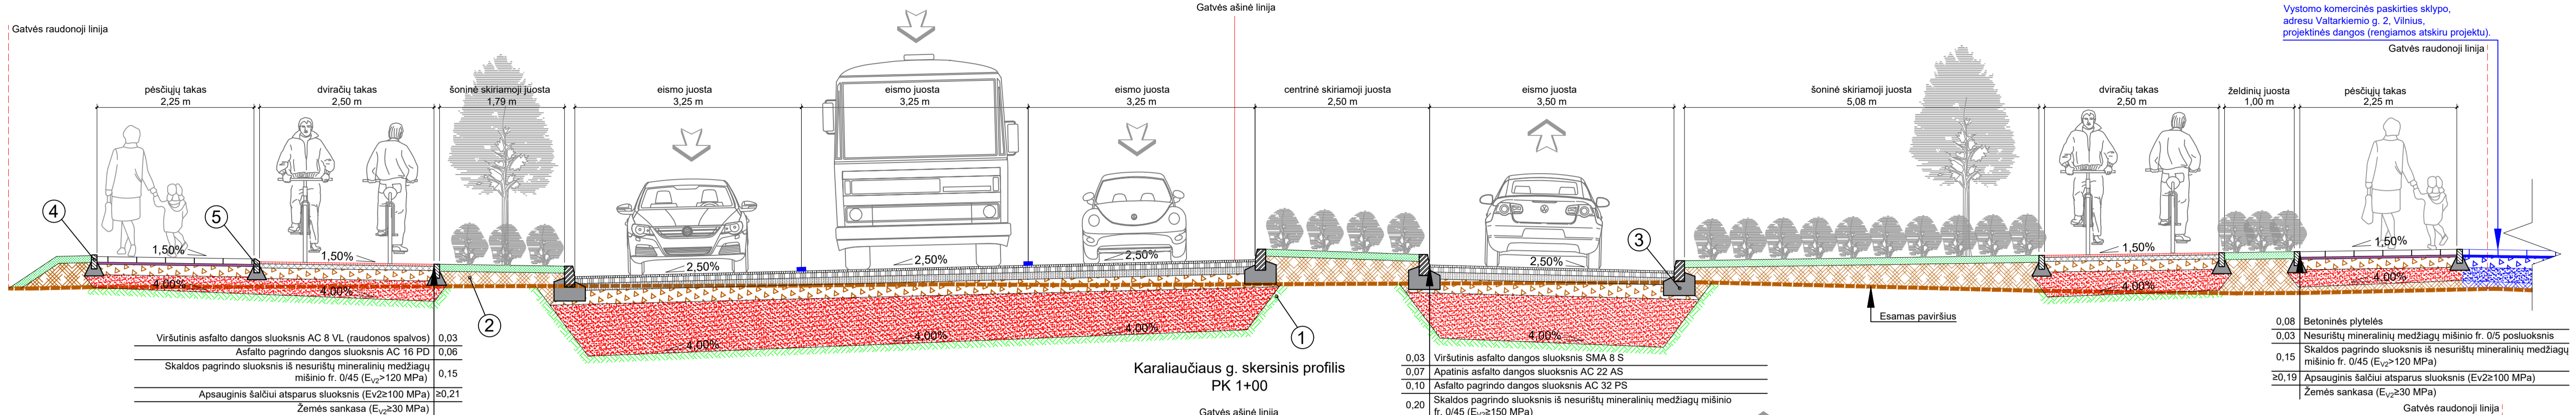 Gatvės raudonoji linija
Gatvės ašinė linija
Vystomo komercinės paskirties sklypo,
adresu Valtarkiemio g. 2, Vilnius,
projektinės dangos (rengiamos atskiru projektu).
Gatvės raudonoji linija
pėsčiųjų takas
2,25 m
dviračių takas
2,50 m
šoninė skiriamoji juosta
1,79 m
eismo juosta
3,25 m
eismo juosta
3,25 m
eismo juosta
3,25 m
centrinė skiriamoji juosta
2,50 m
eismo juosta
3,50 m
šoninė skiriamoji juosta
5,08 m
dviračių takas
2,50 m
želdinių juosta
1,00 m
pėsčiųjų takas
2,25 m
4
5
3
1,50%
1,50%
2,50%
2,50%
2,50%
2,50%
1,50%
1,50%
4,00%
4,00%
4,00%
4,00%
4,00%
4,00%
4,00%
4,00%
2
1
Esamas paviršius
Viršutinis asfalto dangos sluoksnis AC 8 VL (raudonos spalvos) 0,03
Asfalto pagrindo dangos sluoksnis AC 16 PD 0,06
Skaldos pagrindo sluoksnis iš nesurištų mineralinių medžiagų
mišinio fr. 0/45 (EV2>120 MPa) 0,15
Apsauginis šalčiui atsparus sluoksnis (Ev2≥100 MPa) ≥0,21
Žemės sankasa (EV2≥30 MPa)
Karaliaučiaus g. skersinis profilis
PK 1+00
Gatvės ašinė linija
0,03 Viršutinis asfalto dangos sluoksnis SMA 8 S
0,07 Apatinis asfalto dangos sluoksnis AC 22 AS
0,10 Asfalto pagrindo dangos sluoksnis AC 32 PS
0,20 Skaldos pagrindo sluoksnis iš nesurištų mineralinių medžiagų mišinio
fr. 0/45 (EV2≥150 MPa)
0,08 Betoninės plytelės
0,03 Nesurištų mineralinių medžiagų mišinio fr. 0/5 posluoksnis
0,15 Skaldos pagrindo sluoksnis iš nesurištų mineralinių medžiagų
mišinio fr. 0/45 (EV2>120 MPa)
≥0,19 Apsauginis šalčiui atsparus sluoksnis (Ev2≥100 MPa)
Žemės sankasa (EV2≥30 MPa)
Gatvės raudonoji linija